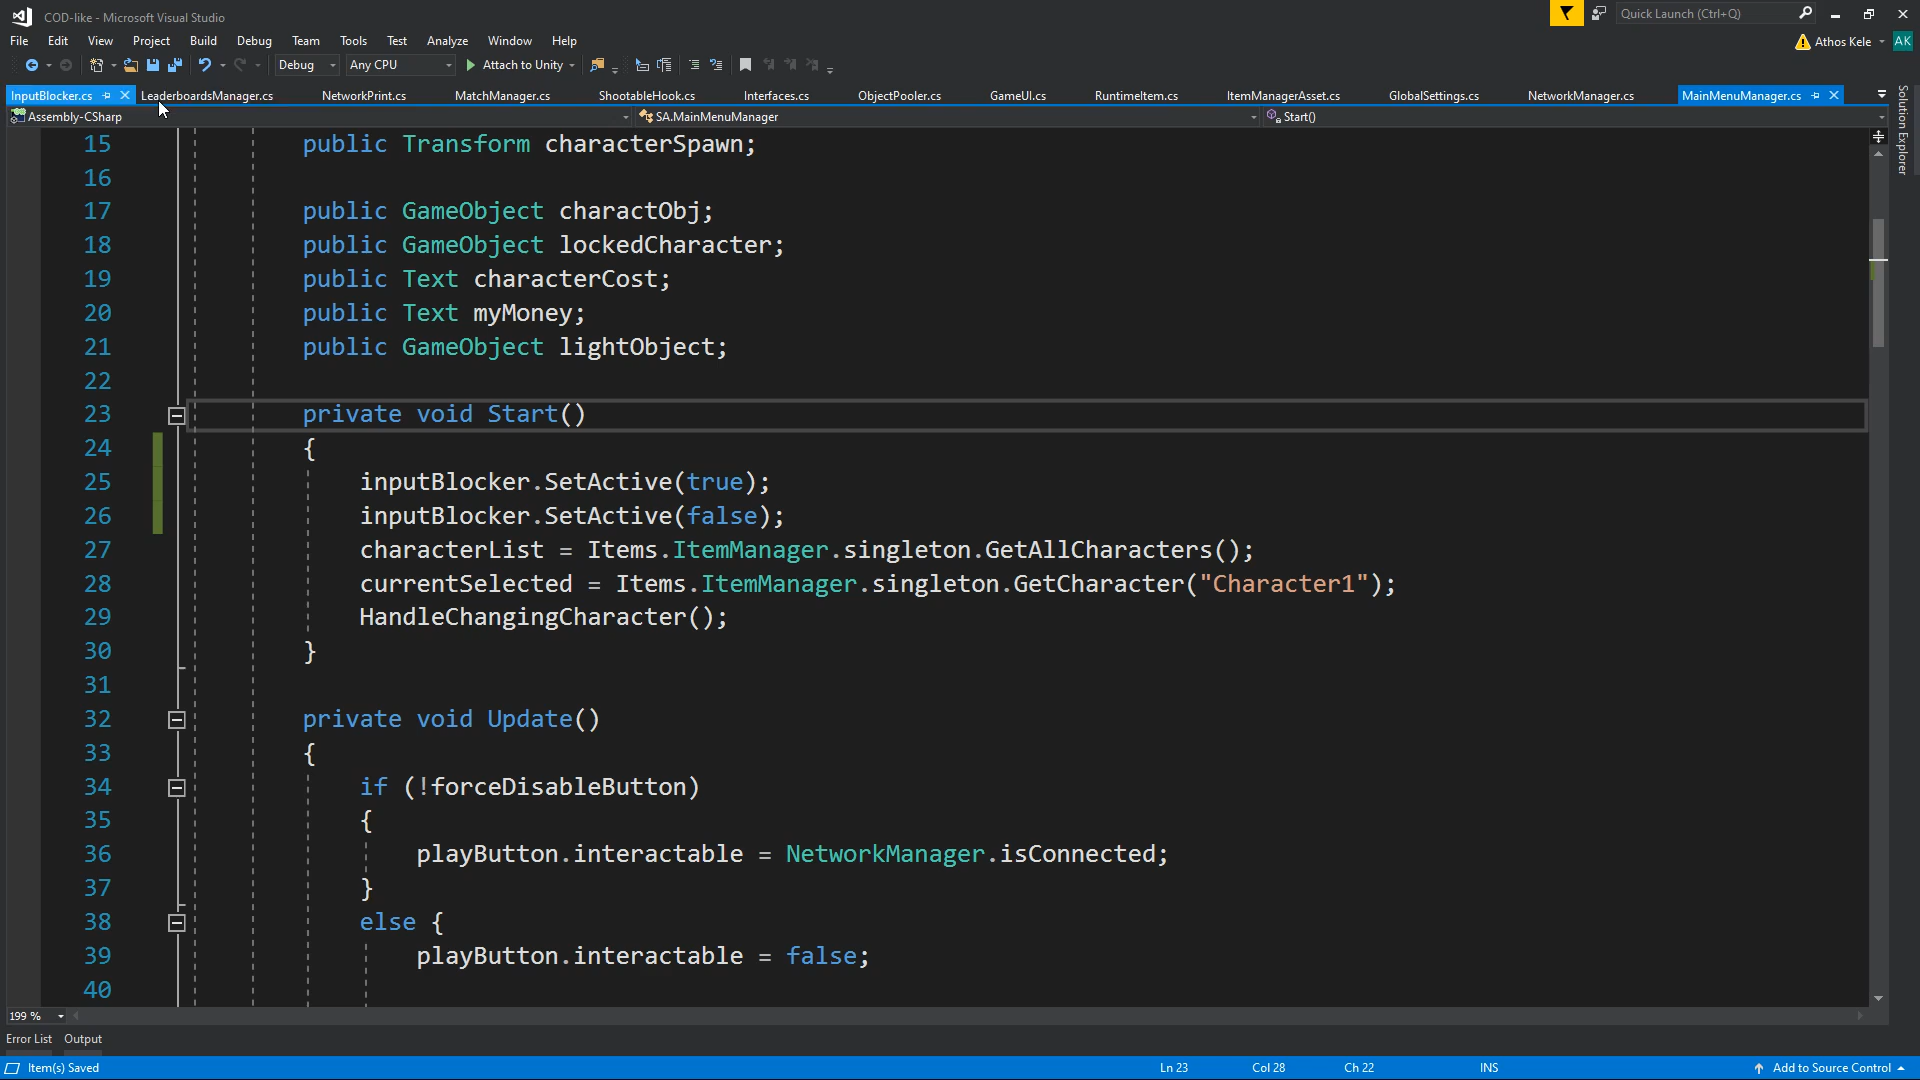 COD-like - Microsoft Visual Studio
Quick Launch (Ctrl+Q)
File Edit View Project Build Debug Team Tools Test Analyze Window Help
Athos Kele AK
Debug Any CPU Attach to Unity
InputBlocker.cs LeaderboardsManager.cs NetworkPrint.cs MatchManager.cs ShootableHook.cs Interfaces.cs ObjectPooler.cs GameUI.cs RuntimeItem.cs ItemManagerAsset.cs GlobalSettings.cs NetworkManager.cs MainMenuManager.cs
Solution Explorer
Assembly-CSharp SA.MainMenuManager Start()
15 public Transform characterSpawn;
16
17 public GameObject charactObj;
18 public GameObject lockedCharacter;
19 public Text characterCost;
20 public Text myMoney;
21 public GameObject lightObject;
22
23 private void Start()
24 {
25 inputBlocker.SetActive(true);
26 inputBlocker.SetActive(false);
27 characterList = Items.ItemManager.singleton.GetAllCharacters();
28 currentSelected = Items.ItemManager.singleton.GetCharacter("Character1");
29 HandleChangingCharacter();
30 }
31
32 private void Update()
33 {
34 if (!forceDisableButton)
35 {
36 playButton.interactable = NetworkManager.isConnected;
37 }
38 else {
39 playButton.interactable = false;
40
199 %
Error List Output
Item(s) Saved Ln 23 Col 28 Ch 22 INS Add to Source Control